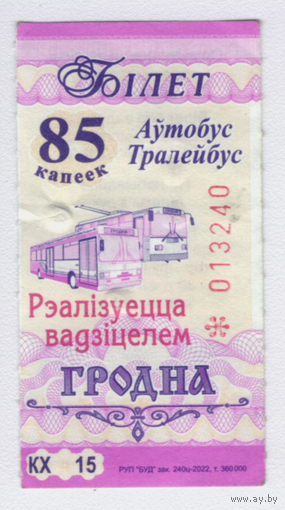 Білет
85
капеек
Аўтобус
Тралейбус
013240
Рэалізуецца
вадзіцелем
ГРОДНА
КХ 15
РУП "БУД" зак. 240ц-2022, т. 360 000
www.ay.by